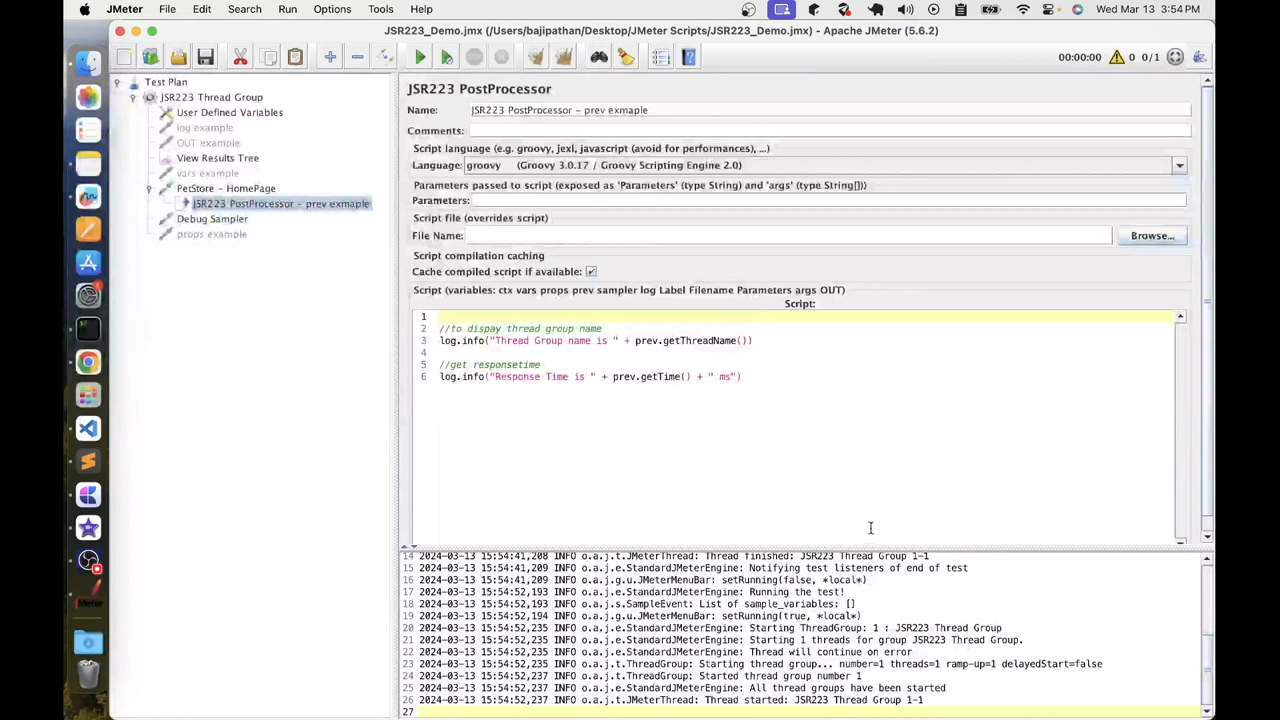 JMeter File Edit Search Run Options Tools Help Wed Mar 13 3:54 PM
JSR223_Demo.jmx (/Users/bajipathan/Desktop/JMeter Scripts/JSR223_Demo.jmx) - Apache JMeter (5.6.2)
00:00:00 0 0/1
Test Plan
JSR223 Thread Group
User Defined Variables
log example
OUT example
View Results Tree
vars example
PetStore - HomePage
JSR223 PostProcessor - prev exmaple
Debug Sampler
props example
JSR223 PostProcessor
Name: JSR223 PostProcessor - prev exmaple
Comments:
Script language (e.g. groovy, jexl, javascript (avoid for performances), ...)
Language: groovy (Groovy 3.0.17 / Groovy Scripting Engine 2.0)
Parameters passed to script (exposed as 'Parameters' (type String) and 'args' (type String[]))
Parameters:
Script file (overrides script)
File Name: Browse...
Script compilation caching
Cache compiled script if available:
Script (variables: ctx vars props prev sampler log Label Filename Parameters args OUT)
Script:
1
2 //to dispay thread group name
3 log.info("Thread Group name is " + prev.getThreadName())
4
5 //get responsetime
6 log.info("Response Time is " + prev.getTime() + " ms")
14 2024-03-13 15:54:41,208 INFO o.a.j.t.JMeterThread: Thread finished: JSR223 Thread Group 1-1
15 2024-03-13 15:54:41,209 INFO o.a.j.e.StandardJMeterEngine: Notifying test listeners of end of test
16 2024-03-13 15:54:41,209 INFO o.a.j.g.u.JMeterMenuBar: setRunning(false, *local*)
17 2024-03-13 15:54:52,193 INFO o.a.j.e.StandardJMeterEngine: Running the test!
18 2024-03-13 15:54:52,193 INFO o.a.j.s.SampleEvent: List of sample_variables: []
19 2024-03-13 15:54:52,194 INFO o.a.j.g.u.JMeterMenuBar: setRunning(true, *local*)
20 2024-03-13 15:54:52,235 INFO o.a.j.e.StandardJMeterEngine: Starting ThreadGroup: 1 : JSR223 Thread Group
21 2024-03-13 15:54:52,235 INFO o.a.j.e.StandardJMeterEngine: Starting 1 threads for group JSR223 Thread Group.
22 2024-03-13 15:54:52,235 INFO o.a.j.e.StandardJMeterEngine: Thread will continue on error
23 2024-03-13 15:54:52,235 INFO o.a.j.t.ThreadGroup: Starting thread group... number=1 threads=1 ramp-up=1 delayedStart=false
24 2024-03-13 15:54:52,235 INFO o.a.j.t.ThreadGroup: Started thread group number 1
25 2024-03-13 15:54:52,235 INFO o.a.j.e.StandardJMeterEngine: All thread groups have been started
26 2024-03-13 15:54:52,237 INFO o.a.j.t.JMeterThread: Thread started: JSR223 Thread Group 1-1
27